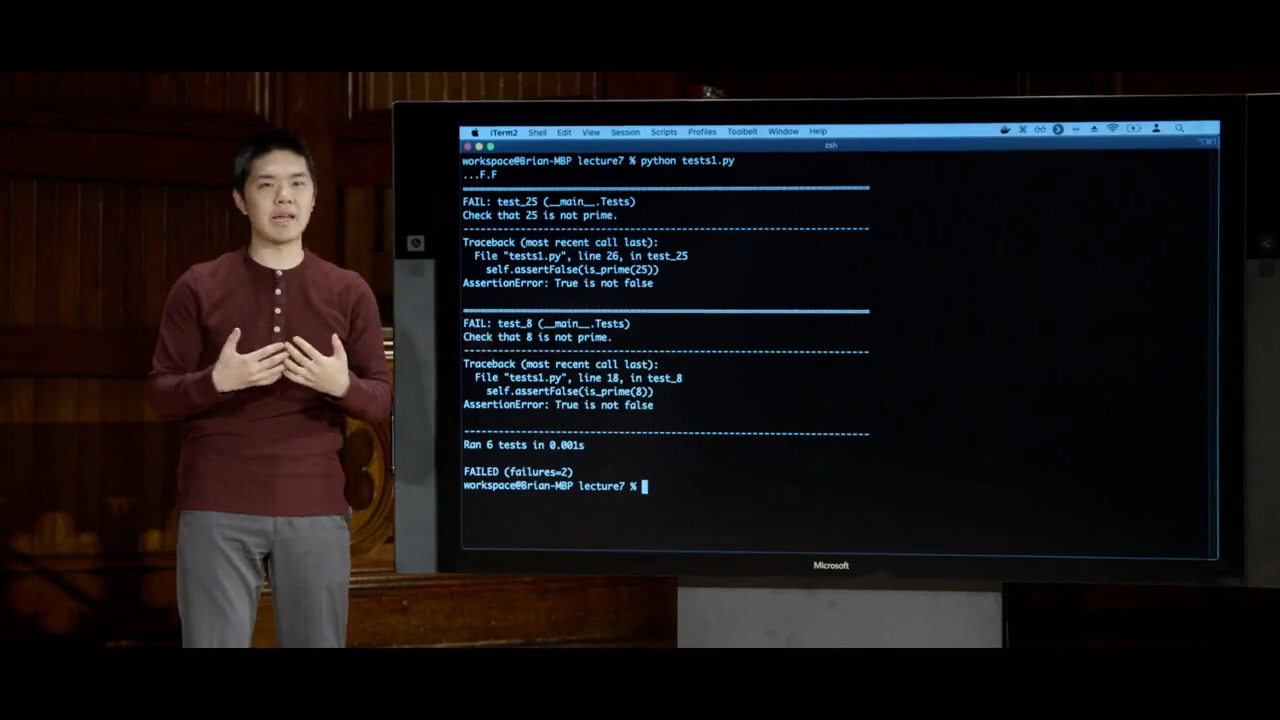 iTerm2 Shell Edit View Session Scripts Profiles Toolbelt Window Help
zsh
workspace@Brian-MBP lecture7 % python tests1.py
...F.F
======================================================================
FAIL: test_25 (__main__.Tests)
Check that 25 is not prime.
----------------------------------------------------------------------
Traceback (most recent call last):
File "tests1.py", line 26, in test_25
self.assertFalse(is_prime(25))
AssertionError: True is not false
======================================================================
FAIL: test_8 (__main__.Tests)
Check that 8 is not prime.
----------------------------------------------------------------------
Traceback (most recent call last):
File "tests1.py", line 18, in test_8
self.assertFalse(is_prime(8))
AssertionError: True is not false
----------------------------------------------------------------------
Ran 6 tests in 0.001s
FAILED (failures=2)
workspace@Brian-MBP lecture7 %
Microsoft